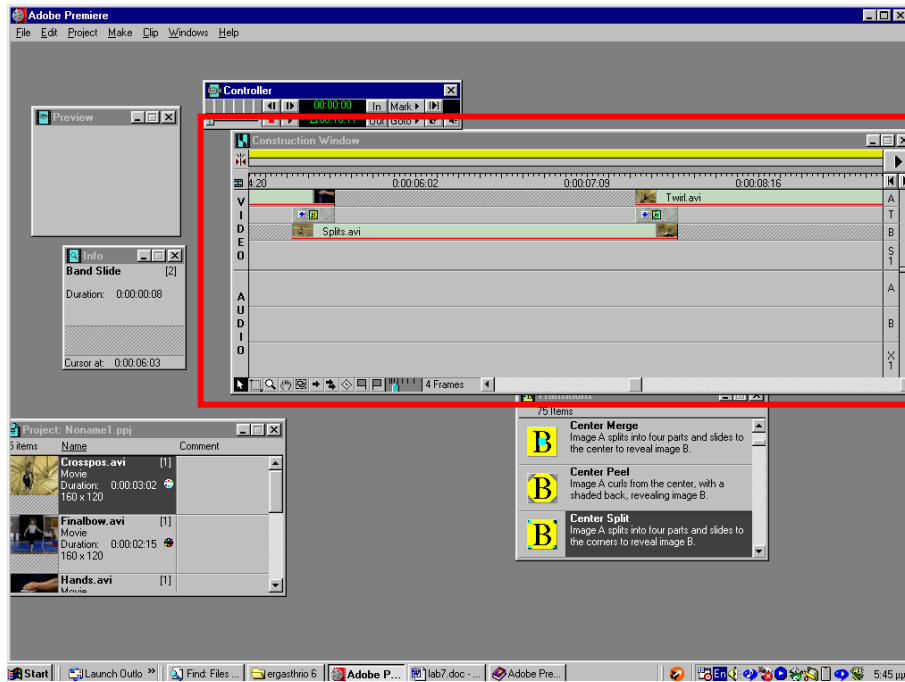 Adobe Premiere
File Edit Project Make Clip Windows Help
Controller
00:00:00 In Mark
Preview
Construction Window
4:20 0:00:06:02 0:00:07:09 0:00:08:16
VIDEO
Twirl.avi
A
T
Splits.avi
B
S1
AUDIO
A
B
X1
4 Frames
Info
Band Slide [2]
Duration: 0:00:00:08
Cursor at: 0:00:06:03
Transitions
75 Items
Center Merge
Image A splits into four parts and slides to
the center to reveal image B.
Center Peel
Image A curls from the center, with a
shaded back, revealing image B.
Center Split
Image A splits into four parts and slides to
the corners to reveal image B.
Project: Noname1.ppj
items Name Comment
Crosspos.avi [1]
Movie
Duration: 0:00:03:02
160 x 120
Finalbow.avi [1]
Movie
Duration: 0:00:02:15
160 x 120
Hands.avi [1]
Movie
Start Launch Outlo » Find: Files ... ergasthrio 6 Adobe P... lab7.doc - ... Adobe Pre... En 5:45 μμ